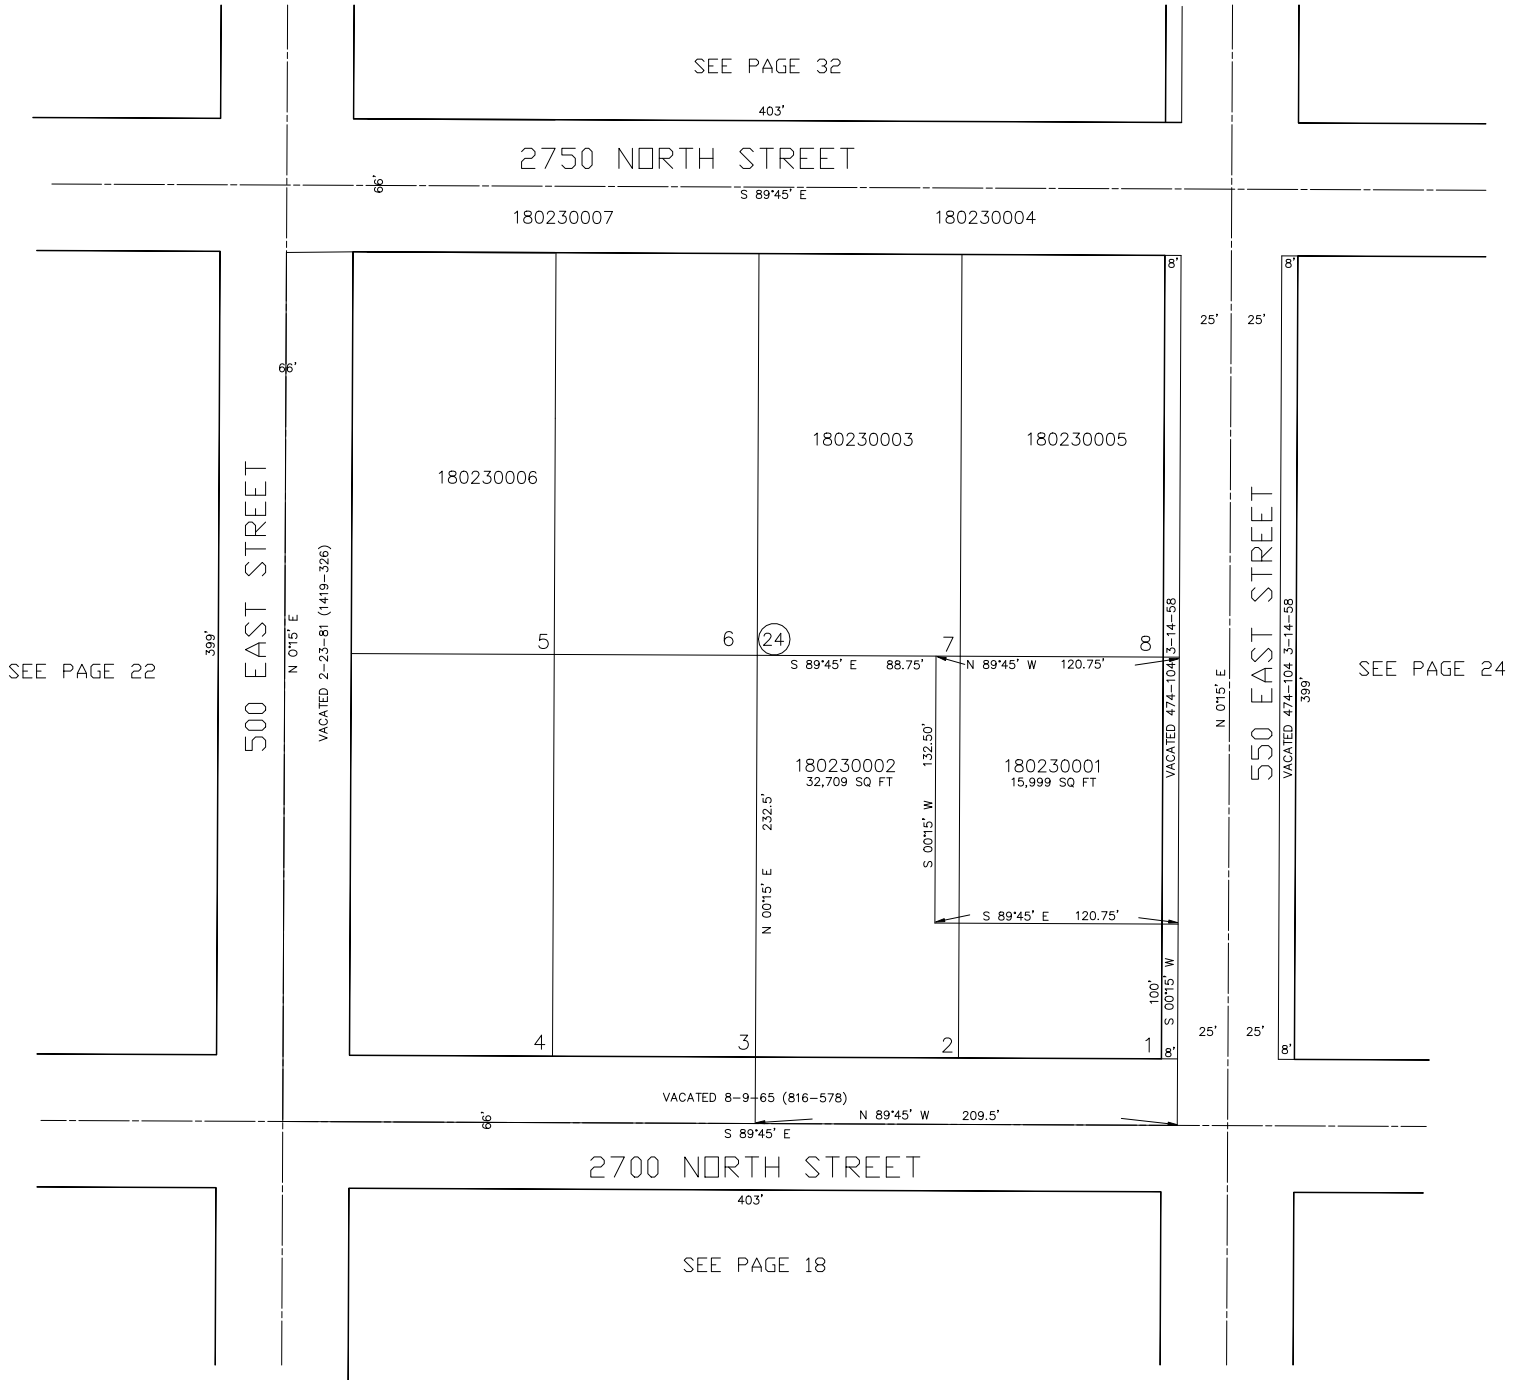 SEE PAGE 32
403'
2750 NORTH STREET
66'
S 89°45' E
180230007
180230004
8'
8'
25'
25'
66'
180230003
180230005
180230006
500 EAST STREET
N 0°15' E
VACATED 2-23-81 (1419-326)
399'
SEE PAGE 22
5
6
24
7
8
S 89°45' E 88.75'
N 89°45' W 120.75'
VACATED 474-104 3-14-58
N 0°15' E
550 EAST STREET
VACATED 474-104 3-14-58
399'
SEE PAGE 24
180230002
32,709 SQ FT
S 00°15' W 132.50'
180230001
15,999 SQ FT
N 00°15' E 232.5'
S 89°45' E 120.75'
100'
S 00°15' W
25'
25'
4
3
2
1
8'
8'
VACATED 8-9-65 (816-578)
66'
N 89°45' W 209.5'
S 89°45' E
2700 NORTH STREET
403'
SEE PAGE 18